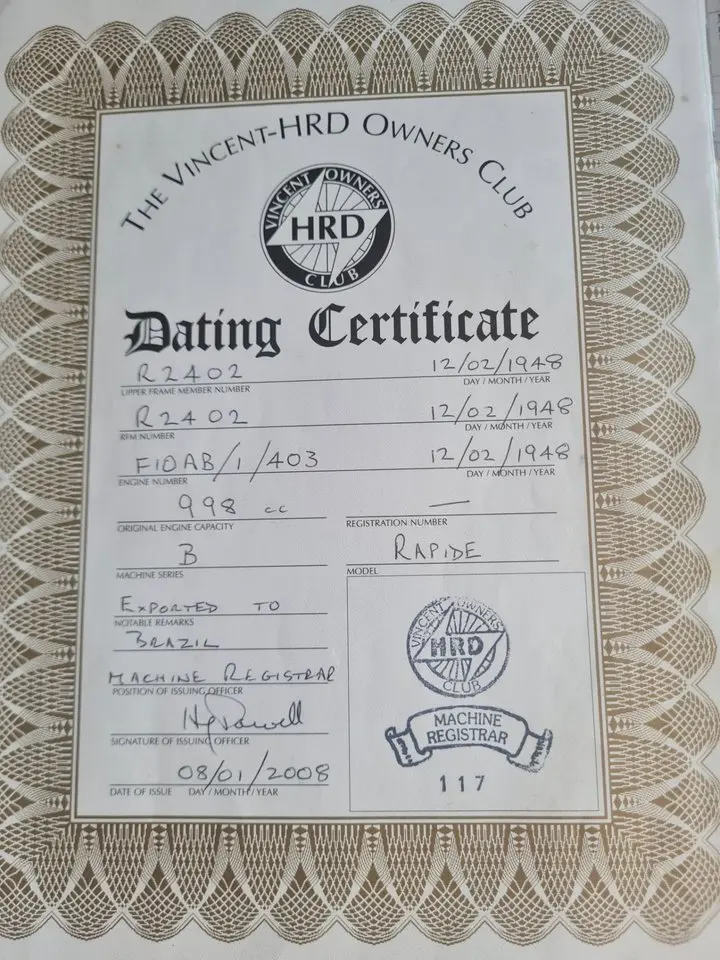 THE VINCENT-HRD OWNERS CLUB
VINCENT OWNERS
HRD
CLUB
Dating Certificate
R2402 12/02/1948
UPPER FRAME MEMBER NUMBER DAY / MONTH / YEAR
R2402 12/02/1948
RFM NUMBER DAY / MONTH / YEAR
F10AB/1/403 12/02/1948
ENGINE NUMBER DAY / MONTH / YEAR
998 cc —
ORIGINAL ENGINE CAPACITY REGISTRATION NUMBER
B RAPIDE
MACHINE SERIES MODEL
EXPORTED TO
NOTABLE REMARKS
BRAZIL
MACHINE REGISTRAR
POSITION OF ISSUING OFFICER
SIGNATURE OF ISSUING OFFICER
08/01/2008
DATE OF ISSUE DAY / MONTH / YEAR
VINCENT OWNERS
HRD
CLUB
MACHINE
REGISTRAR
117